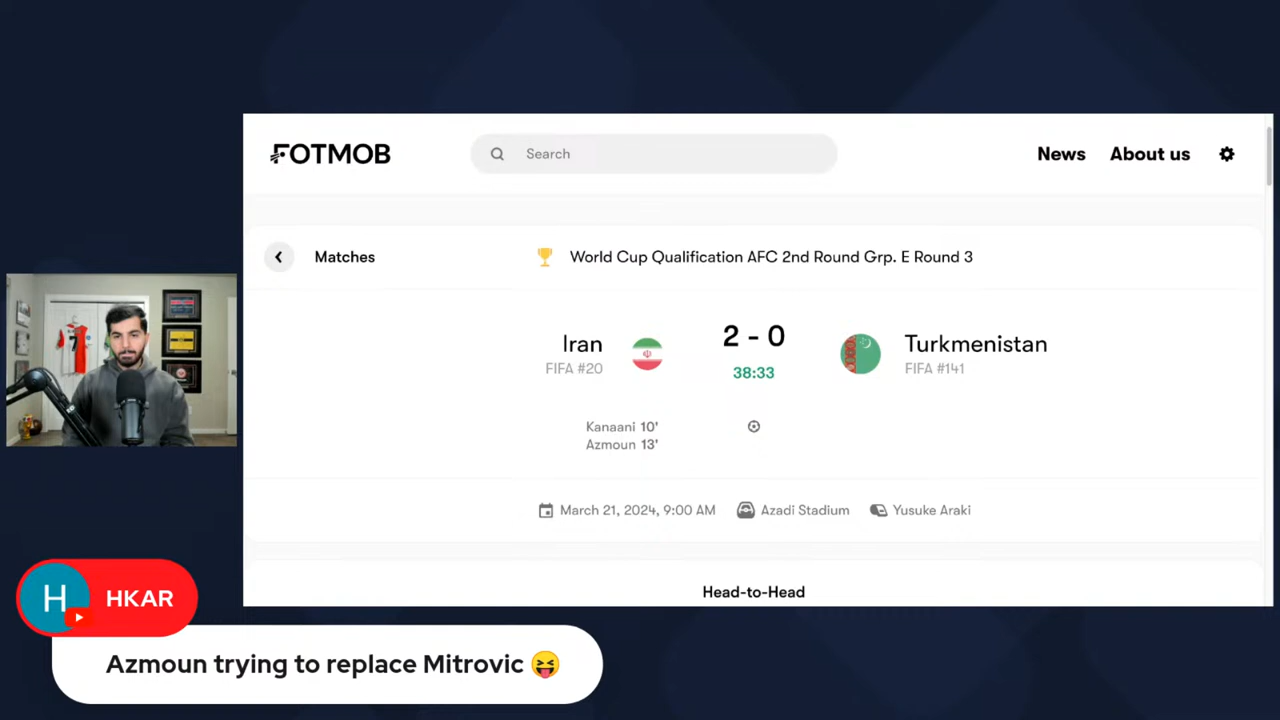 FOTMOB
Search
News
About us
Matches
World Cup Qualification AFC 2nd Round Grp. E Round 3
Iran
FIFA #20
2 - 0
38:33
Turkmenistan
FIFA #141
Kanaani 10'
Azmoun 13'
March 21, 2024, 9:00 AM
Azadi Stadium
Yusuke Araki
Head-to-Head
7
H
HKAR
Azmoun trying to replace Mitrovic 😝